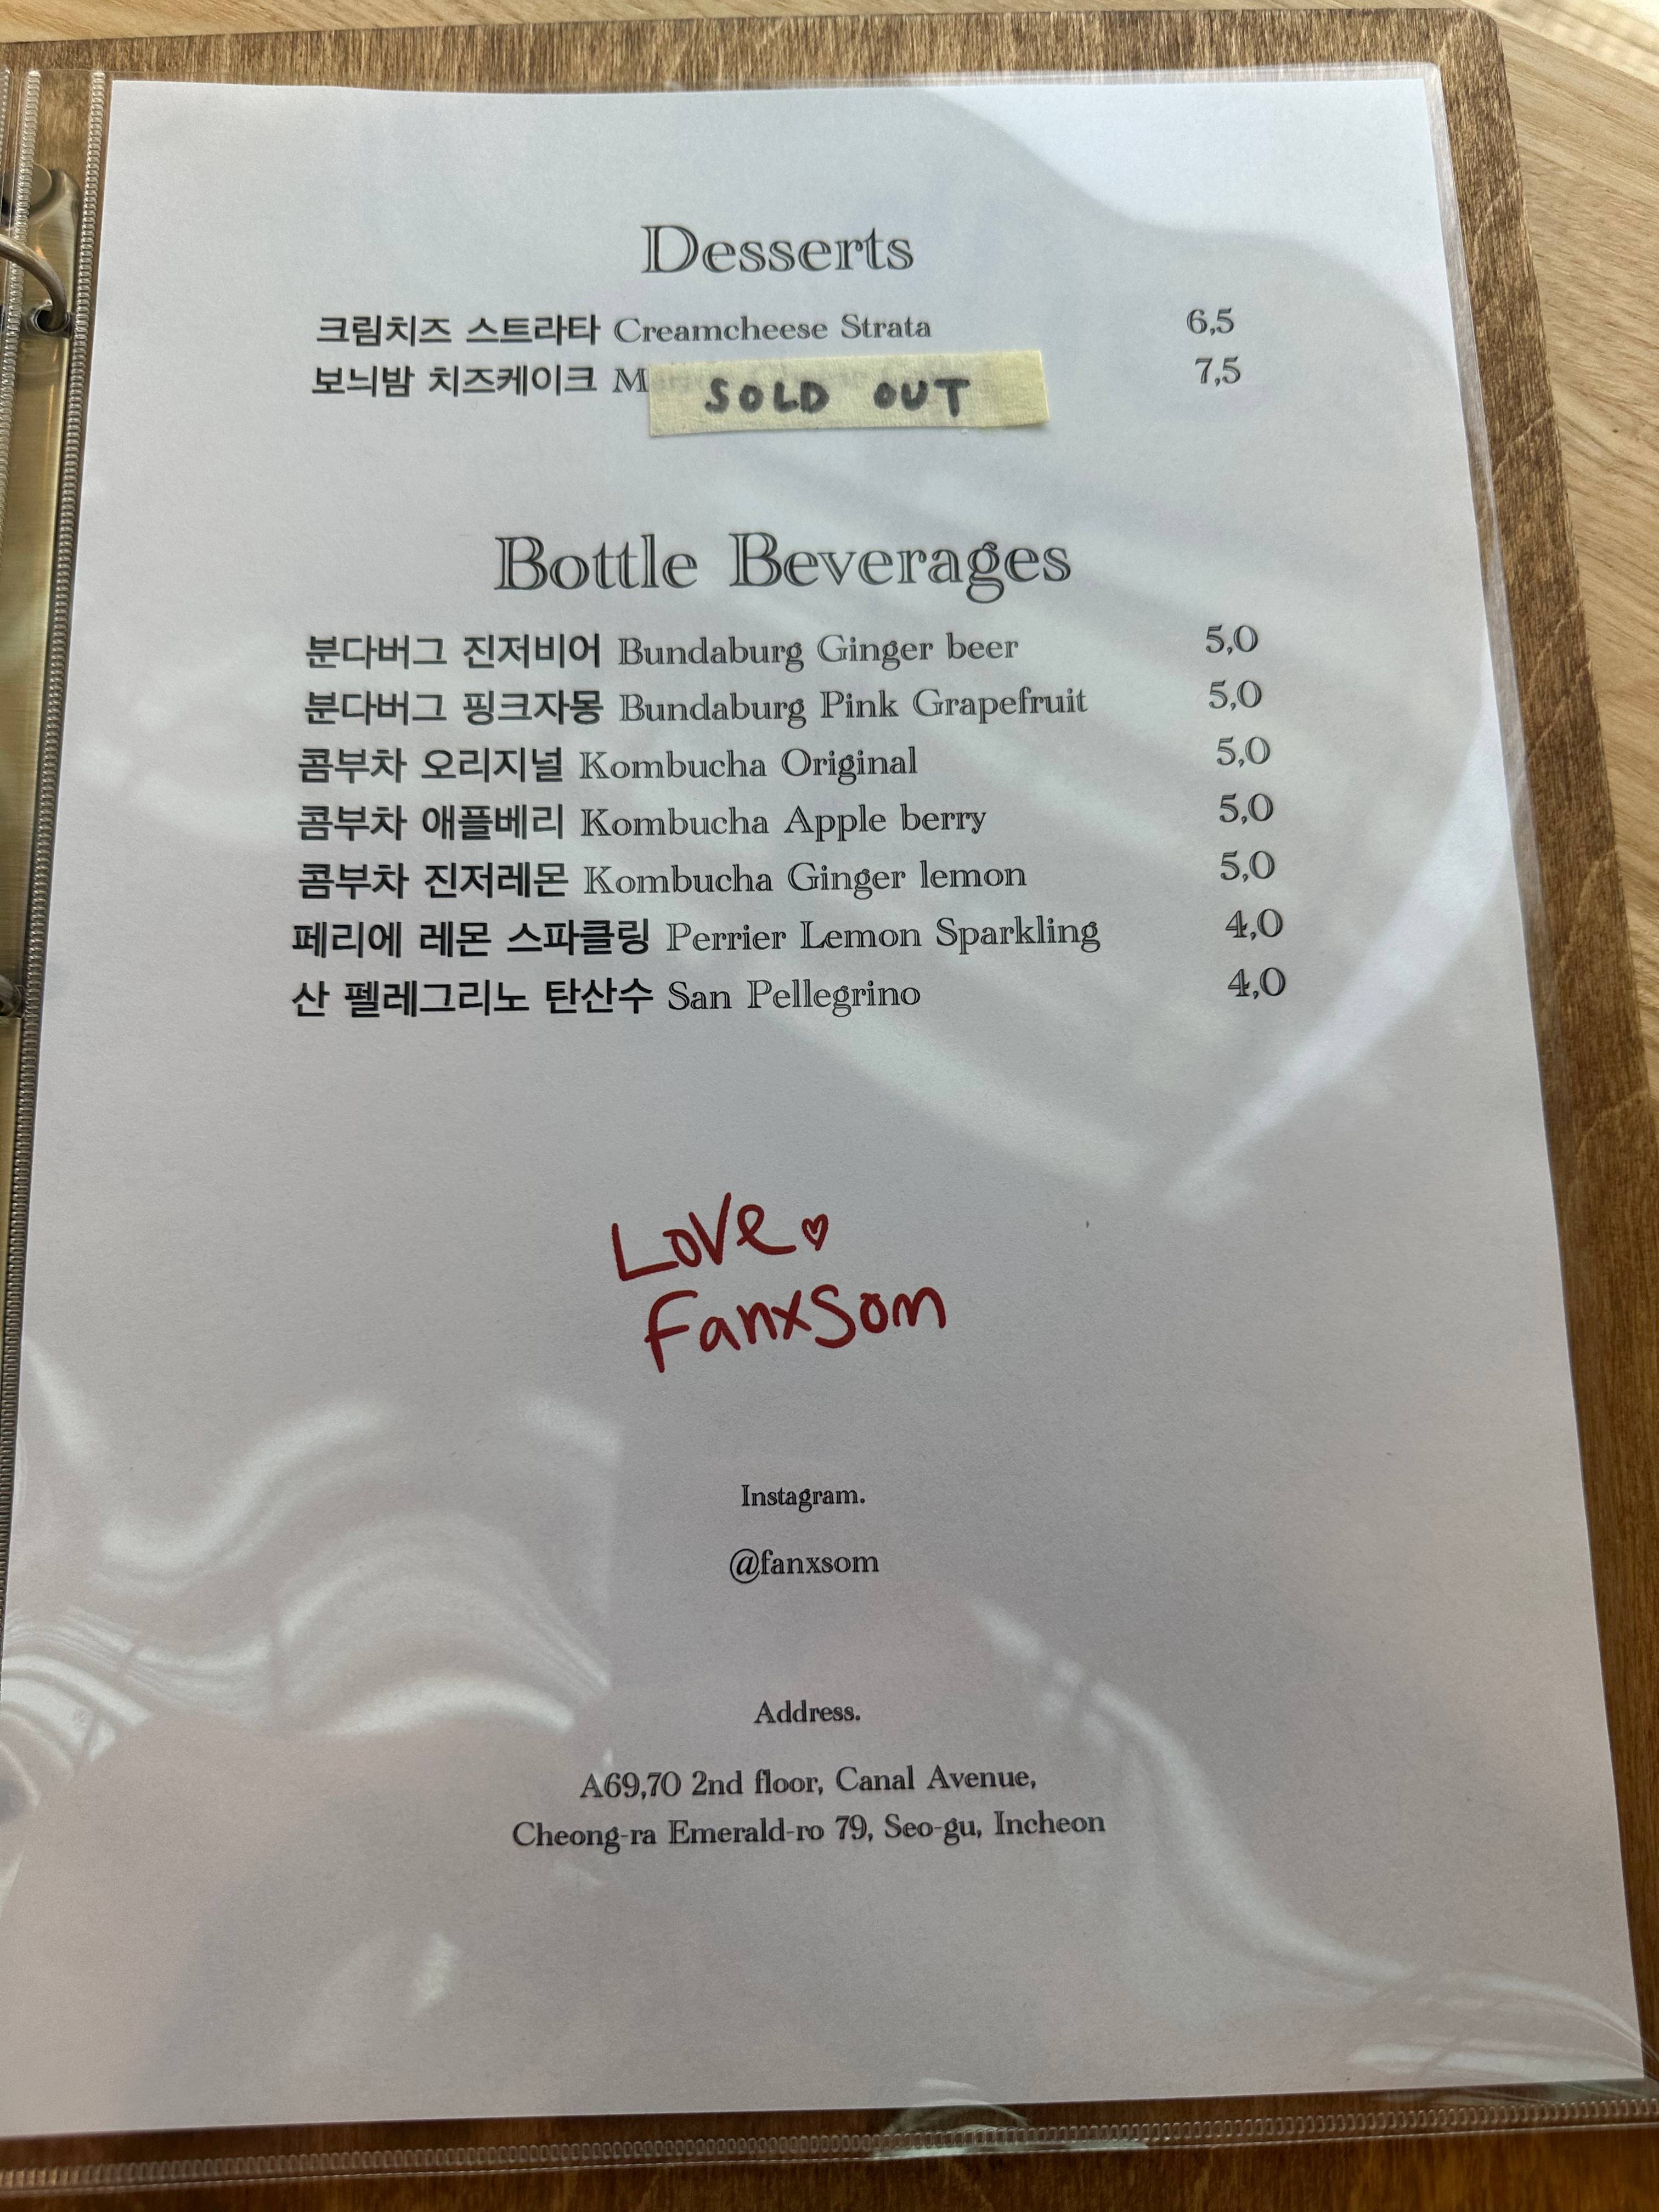 Desserts
크림치즈 스트라타 Creamcheese Strata 6,5
보늬밤 치즈케이크 SOLD OUT 7,5
Bottle Beverages
분다버그 진저비어 Bundaburg Ginger beer 5,0
분다버그 핑크자몽 Bundaburg Pink Grapefruit 5,0
콤부차 오리지널 Kombucha Original 5,0
콤부차 애플베리 Kombucha Apple berry 5,0
콤부차 진저레몬 Kombucha Ginger lemon 5,0
페리에 레몬 스파클링 Perrier Lemon Sparkling 4,0
산 펠레그리노 탄산수 San Pellegrino 4,0
Love ♡
Fanxsom
Instagram.
@fanxsom
Address.
A69,70 2nd floor, Canal Avenue,
Cheong-ra Emerald-ro 79, Seo-gu, Incheon